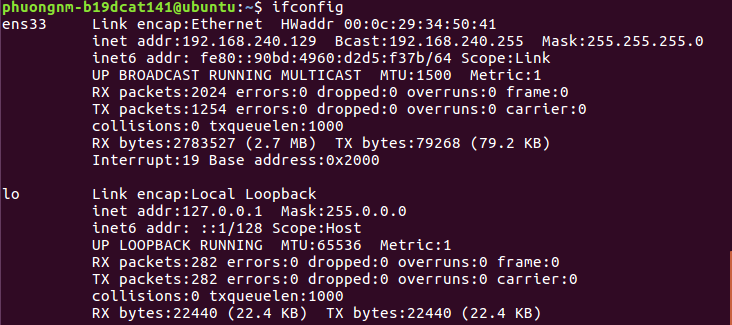 phuongnm-b19dcat141@ubuntu:~$ ifconfig
ens33     Link encap:Ethernet  HWaddr 00:0c:29:34:50:41
          inet addr:192.168.240.129  Bcast:192.168.240.255  Mask:255.255.255.0
          inet6 addr: fe80::90bd:4960:d2d5:f37b/64 Scope:Link
          UP BROADCAST RUNNING MULTICAST  MTU:1500  Metric:1
          RX packets:2024 errors:0 dropped:0 overruns:0 frame:0
          TX packets:1254 errors:0 dropped:0 overruns:0 carrier:0
          collisions:0 txqueuelen:1000
          RX bytes:2783527 (2.7 MB)  TX bytes:79268 (79.2 KB)
          Interrupt:19 Base address:0x2000

lo        Link encap:Local Loopback
          inet addr:127.0.0.1  Mask:255.0.0.0
          inet6 addr: ::1/128 Scope:Host
          UP LOOPBACK RUNNING  MTU:65536  Metric:1
          RX packets:282 errors:0 dropped:0 overruns:0 frame:0
          TX packets:282 errors:0 dropped:0 overruns:0 carrier:0
          collisions:0 txqueuelen:1000
          RX bytes:22440 (22.4 KB)  TX bytes:22440 (22.4 KB)